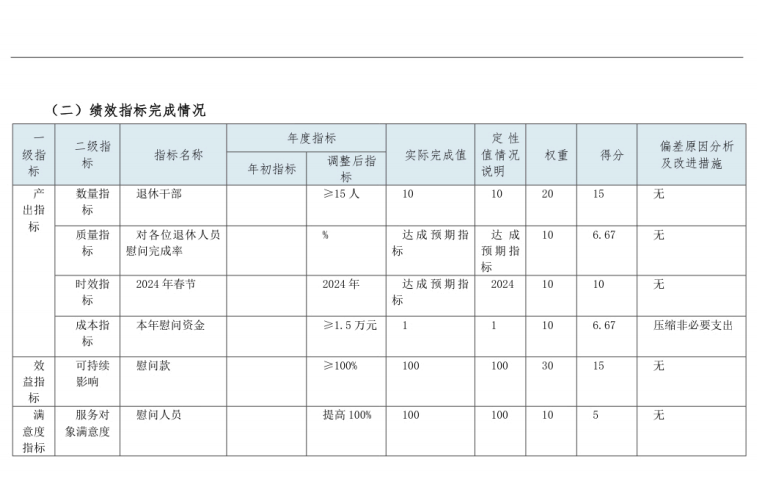 （二）绩效指标完成情况
一级指标 二级指标 指标名称 年度指标 实际完成值 定性值情况说明 权重 得分 偏差原因分析及改进措施
年初指标 调整后指标
产出指标 数量指标 退休干部 ≥15人 10 10 20 15 无
质量指标 对各位退休人员慰问完成率 % 达成预期指标 达成预期指标 10 6.67 无
时效指标 2024年春节 2024年 达成预期指标 2024 10 10 无
成本指标 本年慰问资金 ≥1.5万元 1 1 10 6.67 压缩非必要支出
效益指标 可持续影响 慰问款 ≥100% 100 100 30 15 无
满意度指标 服务对象满意度 慰问人员 提高100% 100 100 10 5 无